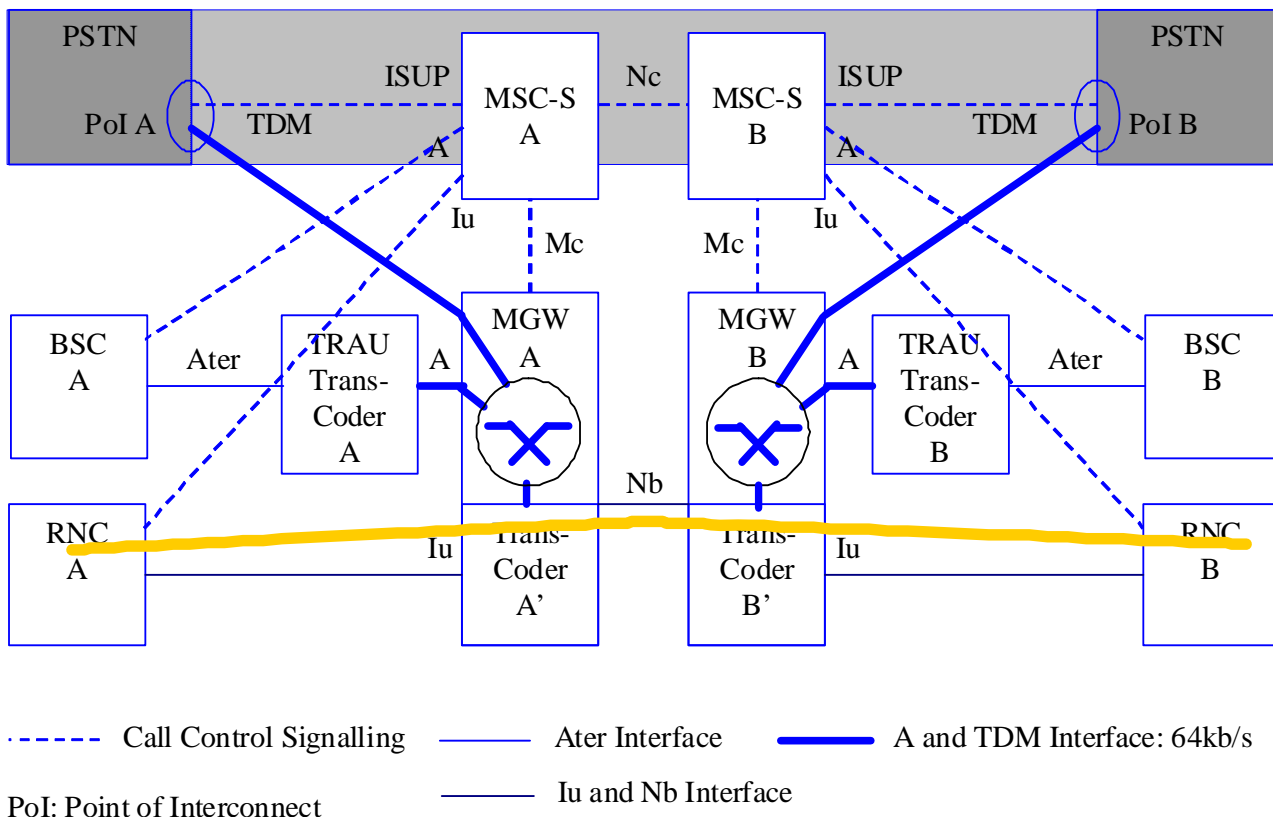 PSTN
PSTN
ISUP
Nc
ISUP
MSC-S
A
MSC-S
B
PoI A
TDM
TDM
PoI B
A
A
Iu
Iu
Mc
Mc
BSC
A
Ater
TRAU
Trans-
Coder
A
A
MGW
A
MGW
B
A
TRAU
Trans-
Coder
B
Ater
BSC
B
Nb
RNC
A
Iu
Trans-
Coder
A’
Trans-
Coder
B’
Iu
RNC
B
Call Control Signalling
Ater Interface
A and TDM Interface: 64kb/s
PoI: Point of Interconnect
Iu and Nb Interface